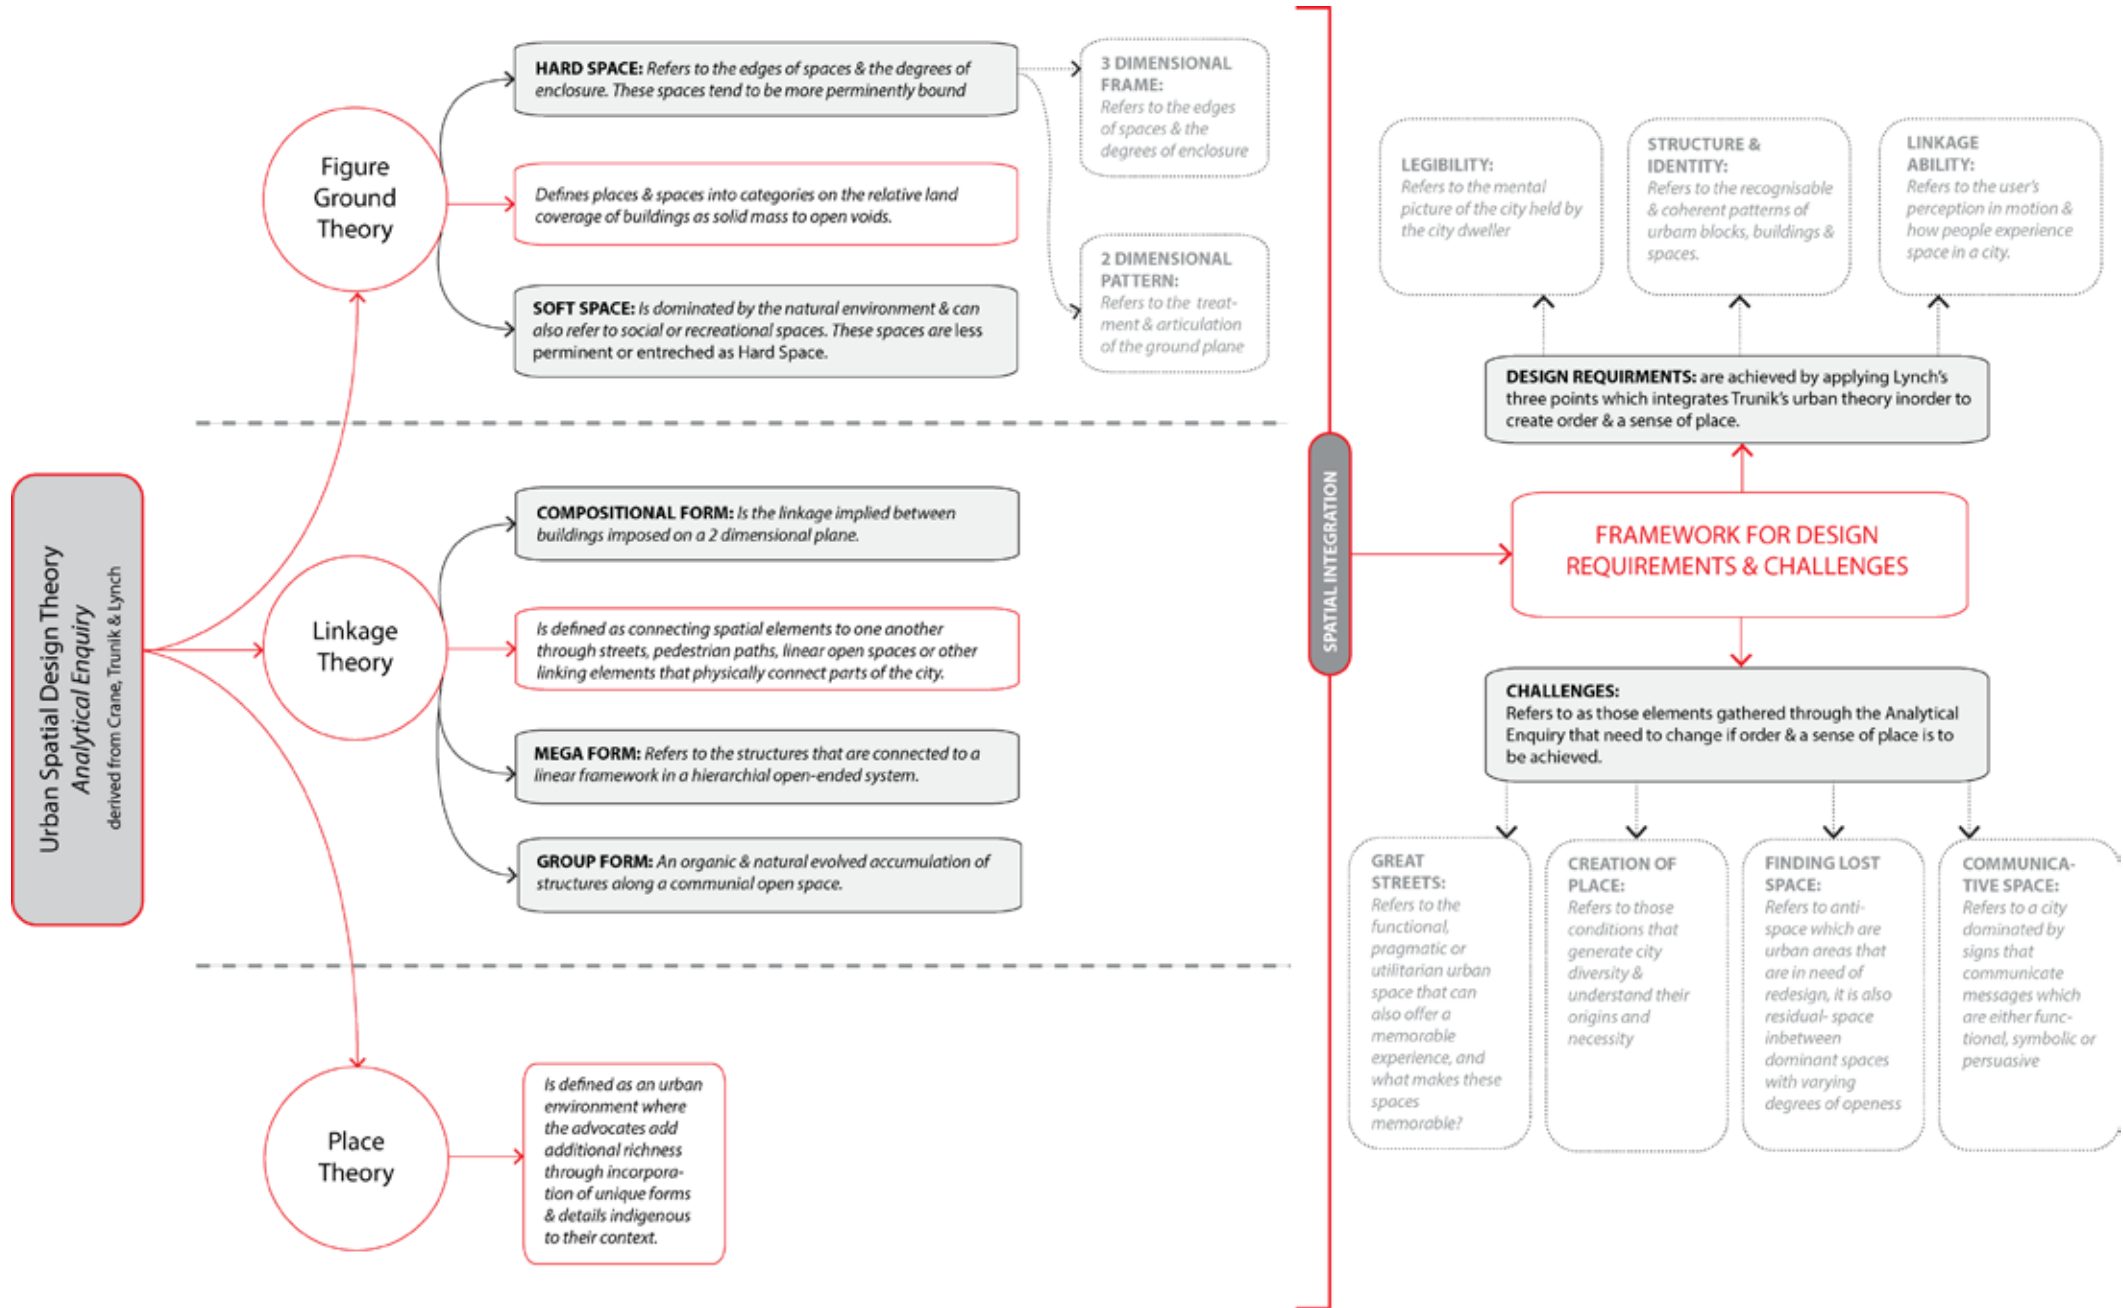 Urban Spatial Design Theory
Analytical Enquiry
derived from Crane, Trunik & Lynch
Figure
Ground
Theory
HARD SPACE: Refers to the edges of spaces & the degrees of
enclosure. These spaces tend to be more perminently bound
Defines places & spaces into categories on the relative land
coverage of buildings as solid mass to open voids.
SOFT SPACE: Is dominated by the natural environment & can
also refer to social or recreational spaces. These spaces are less
perminent or entreched as Hard Space.
3 DIMENSIONAL
FRAME:
Refers to the edges
of spaces & the
degrees of enclosure
2 DIMENSIONAL
PATTERN:
Refers to the treat-
ment & articulation
of the ground plane
Linkage
Theory
COMPOSITIONAL FORM: Is the linkage implied between
buildings imposed on a 2 dimensional plane.
Is defined as connecting spatial elements to one another
through streets, pedestrian paths, linear open spaces or other
linking elements that physically connect parts of the city.
MEGA FORM: Refers to the structures that are connected to a
linear framework in a hierarchial open-ended system.
GROUP FORM: An organic & natural evolved accumulation of
structures along a communial open space.
Place
Theory
Is defined as an urban
environment where
the advocates add
additional richness
through incorpora-
tion of unique forms
& details indigenous
to their context.
SPATIAL INTEGRATION
LEGIBILITY:
Refers to the mental
picture of the city held by
the city dweller
STRUCTURE &
IDENTITY:
Refers to the recognisable
& coherent patterns of
urbam blocks, buildings &
spaces.
LINKAGE
ABILITY:
Refers to the user's
perception in motion &
how people experience
space in a city.
DESIGN REQUIRMENTS: are achieved by applying Lynch's
three points which integrates Trunik's urban theory inorder to
create order & a sense of place.
FRAMEWORK FOR DESIGN
REQUIREMENTS & CHALLENGES
CHALLENGES:
Refers to as those elements gathered through the Analytical
Enquiry that need to change if order & a sense of place is to
be achieved.
GREAT
STREETS:
Refers to the
functional,
pragmatic or
utilitarian urban
space that can
also offer a
memorable
experience, and
what makes these
spaces
memorable?
CREATION OF
PLACE:
Refers to those
conditions that
generate city
diversity &
understand their
origins and
necessity
FINDING LOST
SPACE:
Refers to anti-
space which are
urban areas that
are in need of
redesign, it is also
residual- space
inbetween
dominant spaces
with varying
degrees of openess
COMMUNICA-
TIVE SPACE:
Refers to a city
dominated by
signs that
communicate
messages which
are either func-
tional, symbolic or
persuasive